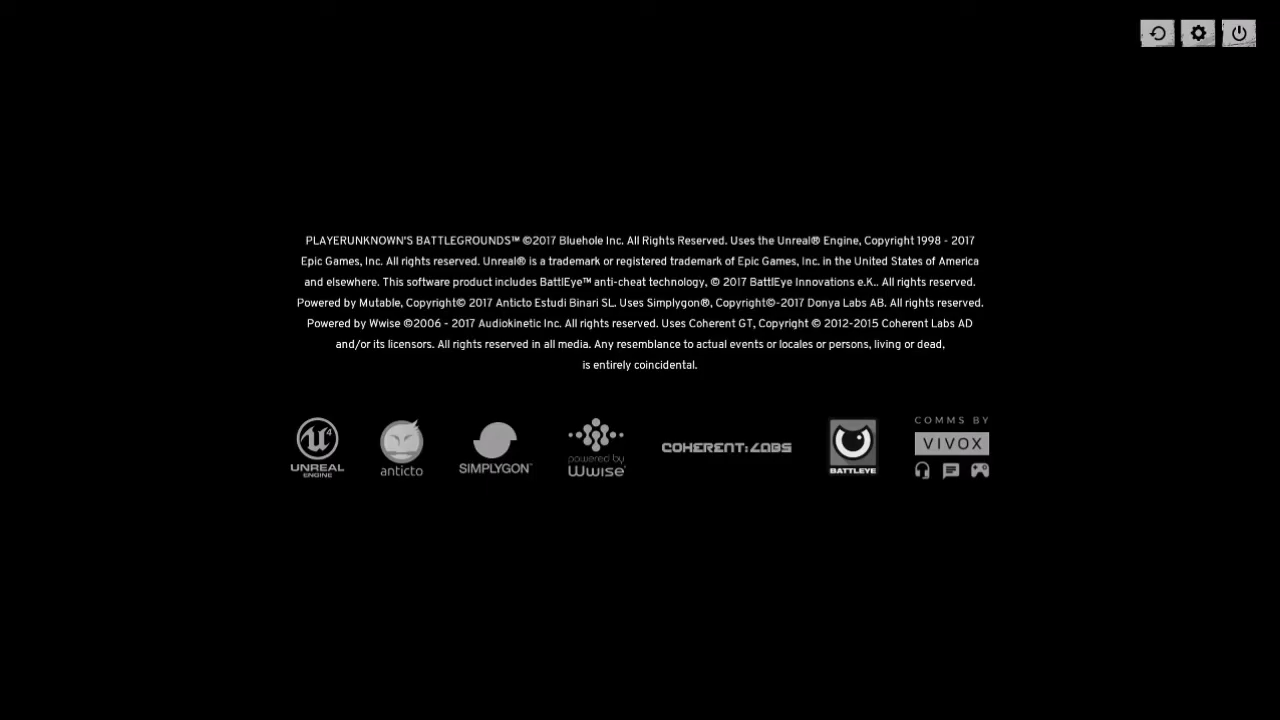 PLAYERUNKNOWN'S BATTLEGROUNDS™ ©2017 Bluehole Inc. All Rights Reserved. Uses the Unreal® Engine, Copyright 1998 - 2017
Epic Games, Inc. All rights reserved. Unreal® is a trademark or registered trademark of Epic Games, Inc. in the United States of America
and elsewhere. This software product includes BattlEye™ anti-cheat technology, © 2017 BattlEye Innovations e.K.. All rights reserved.
Powered by Mutable, Copyright© 2017 Anticto Estudi Binari SL. Uses Simplygon®, Copyright©-2017 Donya Labs AB. All rights reserved.
Powered by Wwise ©2006 - 2017 Audiokinetic Inc. All rights reserved. Uses Coherent GT, Copyright © 2012-2015 Coherent Labs AD
and/or its licensors. All rights reserved in all media. Any resemblance to actual events or locales or persons, living or dead,
is entirely coincidental.
U4
UNREAL
ENGINE
anticto
SIMPLYGON™
powered by
Wwise®
COHERENT:LABS
BATTLEYE
COMMS BY
VIVOX